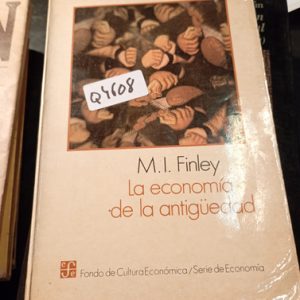 Q4608
M.I. Finley
La economía
de la antigüedad
Fondo de Cultura Económica/Serie de Economía